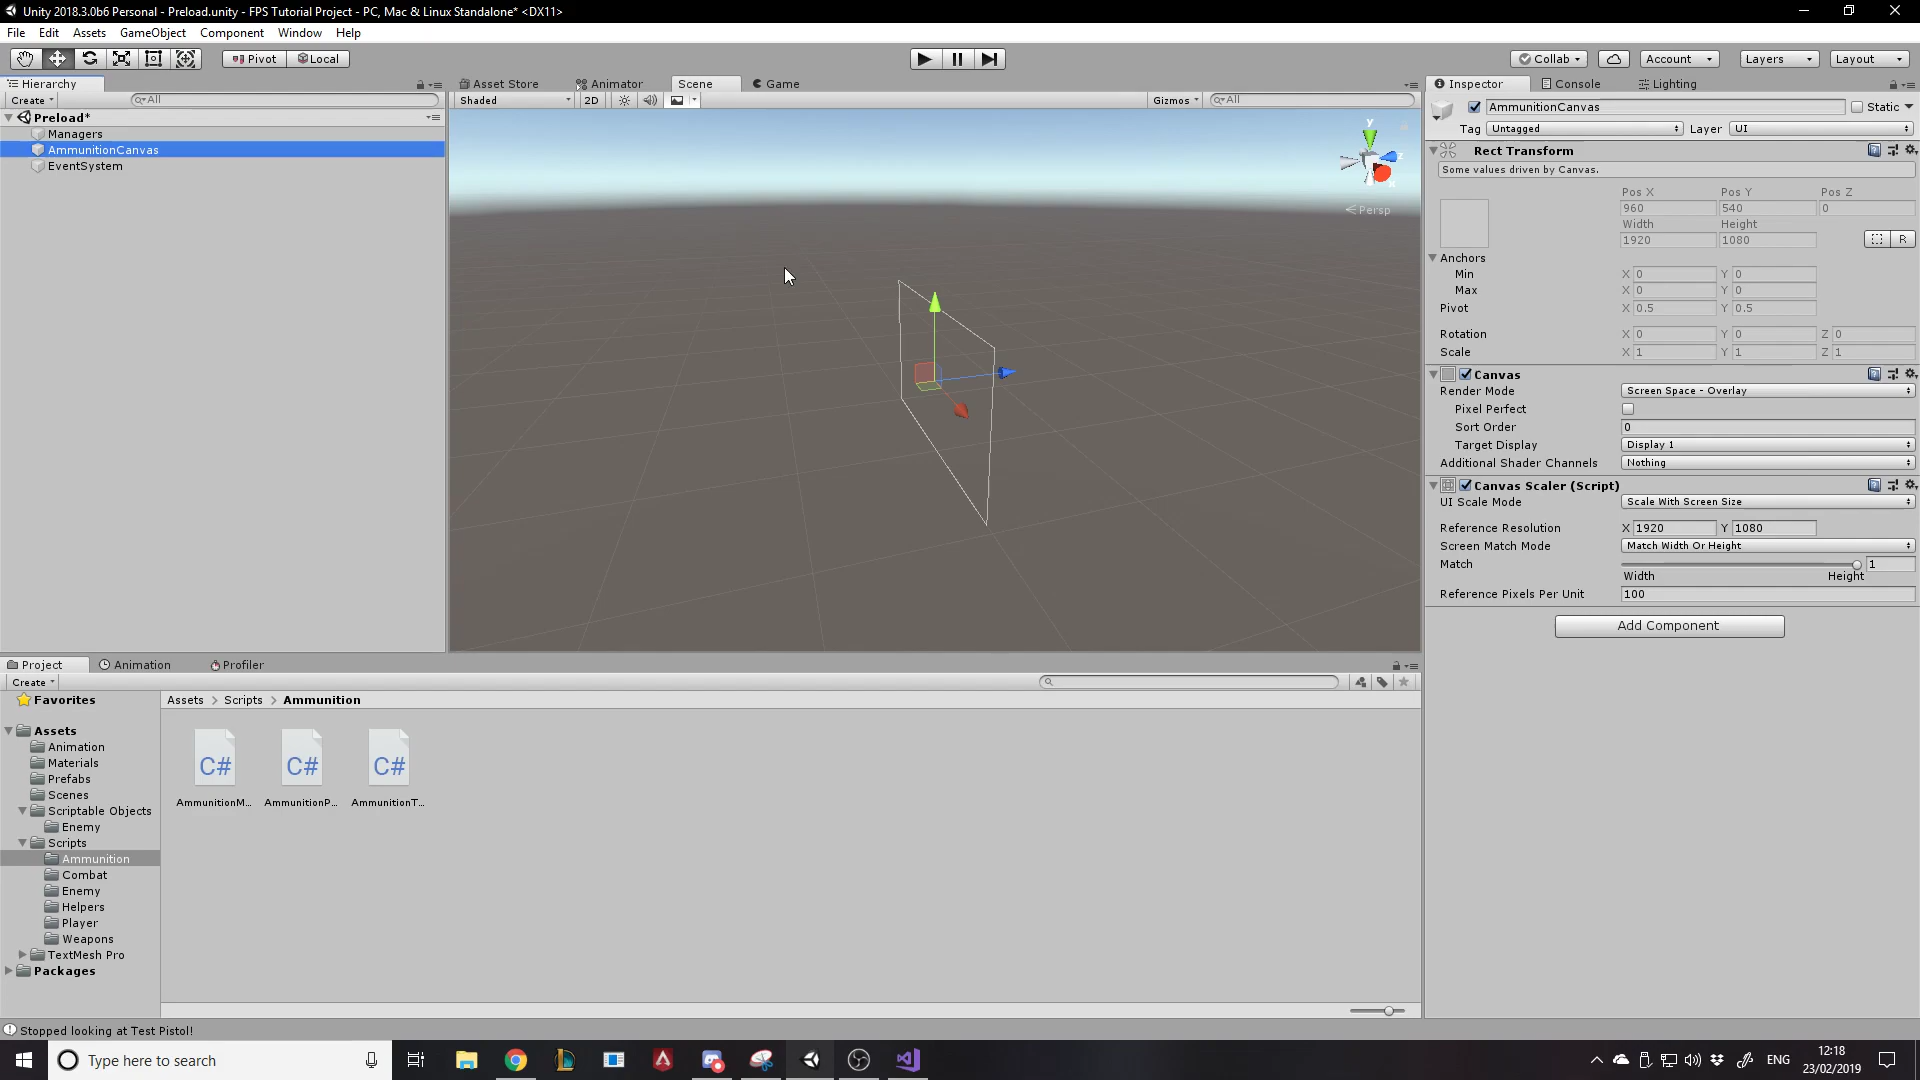 Unity 2018.3.0b6 Personal - Preload.unity - FPS Tutorial Project - PC, Mac & Linux Standalone* <DX11>
File Edit Assets GameObject Component Window Help
Pivot Local Collab Account Layers Layout
Hierarchy Asset Store Animator Scene Game Inspector Console Lighting
Create All Shaded 2D Gizmos All
AmmunitionCanvas Static
Preload*
Managers
AmmunitionCanvas
EventSystem
Tag Untagged Layer UI
y
z
x
Persp
Rect Transform
Some values driven by Canvas.
Pos X Pos Y Pos Z
960 540 0
Width Height
1920 1080 R
Anchors
Min X 0 Y 0
Max X 0 Y 0
Pivot X 0.5 Y 0.5
Rotation X 0 Y 0 Z 0
Scale X 1 Y 1 Z 1
Canvas
Render Mode Screen Space - Overlay
Pixel Perfect
Sort Order 0
Target Display Display 1
Additional Shader Channels Nothing
Canvas Scaler (Script)
UI Scale Mode Scale With Screen Size
Reference Resolution X 1920 Y 1080
Screen Match Mode Match Width Or Height
Match 1
Width Height
Reference Pixels Per Unit 100
Add Component
Project Animation Profiler
Create
Favorites
Assets
Animation
Materials
Prefabs
Scenes
Scriptable Objects
Enemy
Scripts
Ammunition
Combat
Enemy
Helpers
Player
Weapons
TextMesh Pro
Packages
Assets > Scripts > Ammunition
C# C# C#
AmmunitionM... AmmunitionP... AmmunitionT...
Stopped looking at Test Pistol!
Type here to search
ENG
12:18
23/02/2019